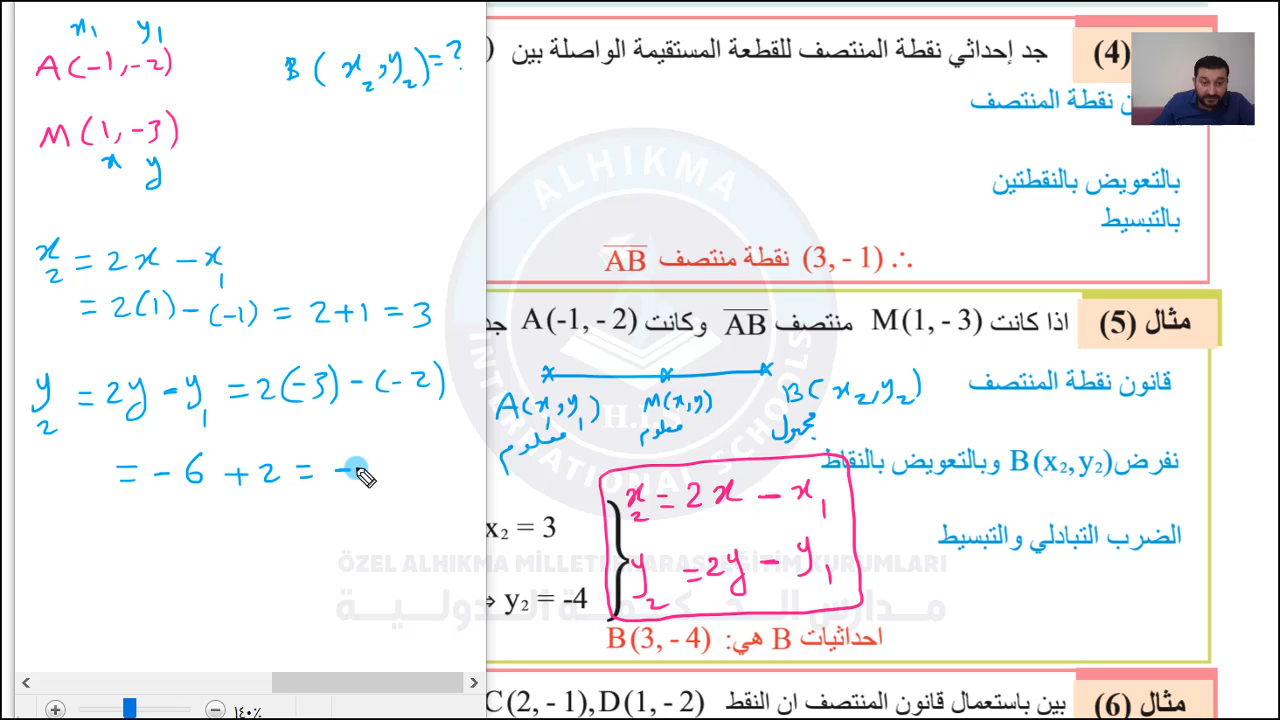 x₁ y₁
A(-1,-2)
B(x₂,y₂)=?
M(1,-3)
x y
x₂ = 2x - x₁
= 2(1) - (-1) = 2+1 = 3
y₂ = 2y - y₁ = 2(-3) - (-2)
= -6 + 2 = -
(4) جد إحداثي نقطة المنتصف للقطعة المستقيمة الواصلة بين
ن نقطة المنتصف
بالتعويض بالنقطتين
بالتبسيط
∴ (3, - 1) نقطة منتصف AB
مثال (5) اذا كانت M(1, - 3) منتصف AB وكانت A(-1, - 2) جد
قانون نقطة المنتصف
A(x₁,y₁) M(x,y) B(x₂,y₂)
معلوم معلوم مجهول
نفرض B(x₂,y₂) وبالتعويض بالنقاط
x₂ = 2x - x₁
x₂ = 3
الضرب التبادلي والتبسيط
y₂ = 2y - y₁
⇒ y₂ = -4
احداثيات B هي: B(3, - 4)
مثال (6) بين باستعمال قانون المنتصف ان النقط C(2, - 1),D(1, - 2)
ALHIKMA
INTERNATIONAL SCHOOLS
H.I.S.
ÖZEL ALHIKMA MİLLETLERARASI EĞİTİM KURUMLARI
مدارس الحكمة الدولية
١٤٠٪